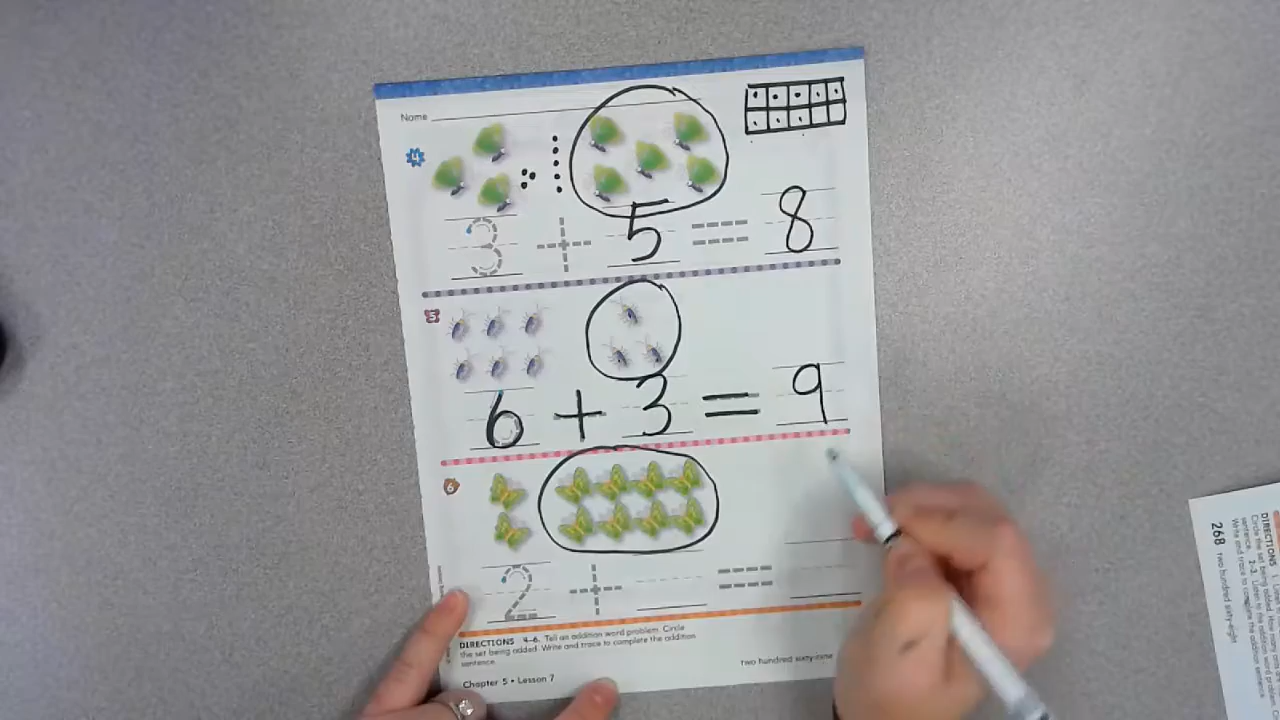 Name
4
3 + 5 = 8
5
6 + 3 = 9
6
2 + =
DIRECTIONS 4–6. Tell an addition word problem. Circle
the set being added. Write and trace to complete the addition
sentence.
Chapter 5 • Lesson 7
two hundred sixty-nine
268 two hundred sixty-eight
DIRECTIONS